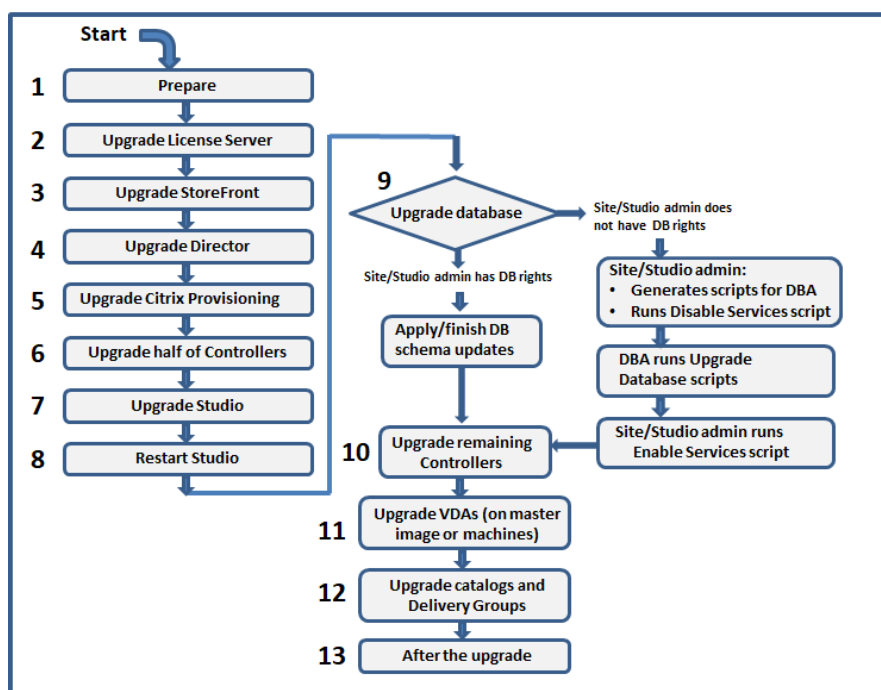 Start
1
Prepare
2
Upgrade License Server
3
Upgrade StoreFront
4
Upgrade Director
5
Upgrade Citrix Provisioning
6
Upgrade half of Controllers
7
Upgrade Studio
8
Restart Studio
9
Upgrade database
Site/Studio admin does
not have DB rights
Site/Studio admin has DB rights
Site/Studio admin:
• Generates scripts for DBA
• Runs Disable Services script
Apply/finish DB
schema updates
DBA runs Upgrade
Database scripts
Site/Studio admin runs
Enable Services script
10
Upgrade remaining
Controllers
11
Upgrade VDAs (on master
image or machines)
12
Upgrade catalogs and
Delivery Groups
13
After the upgrade